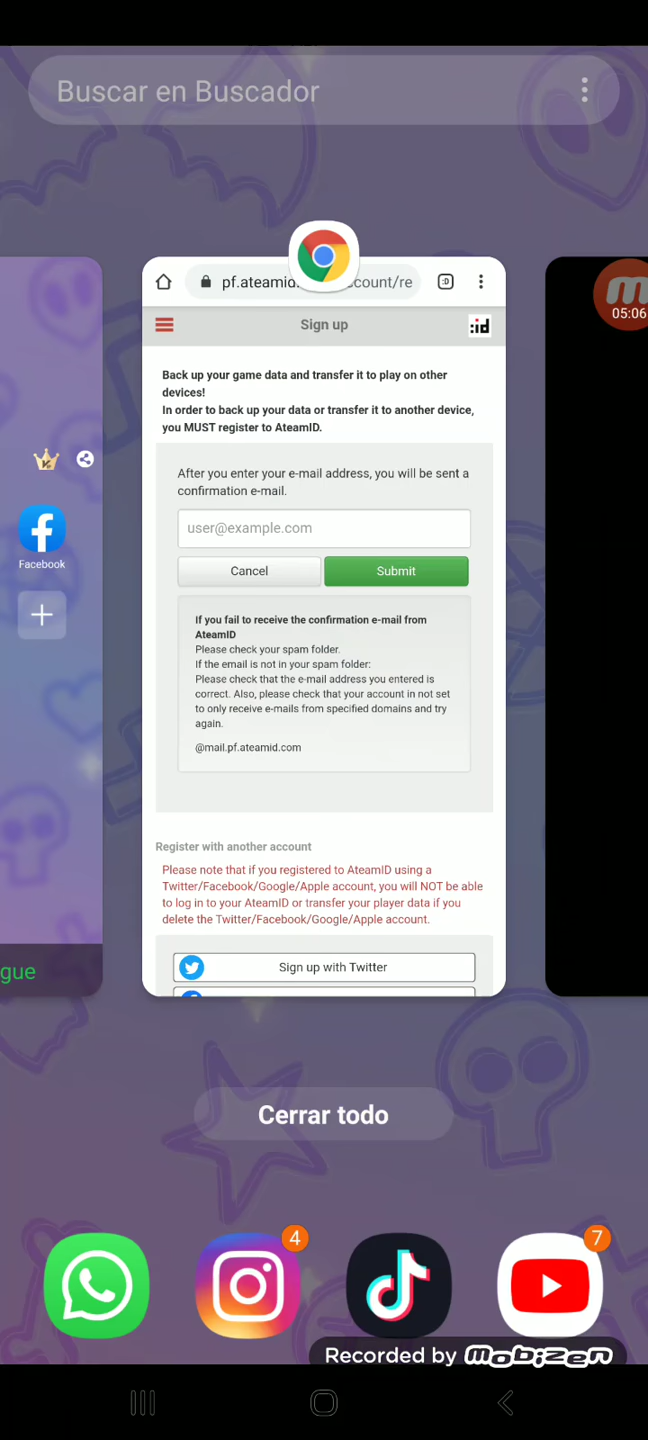 Buscar en Buscador
05:06
pf.ateamid.
count/re
:D
Sign up
:id
Back up your game data and transfer it to play on other
devices!
In order to back up your data or transfer it to another device,
you MUST register to AteamID.
After you enter your e-mail address, you will be sent a
confirmation e-mail.
user@example.com
Cancel
Submit
If you fail to receive the confirmation e-mail from
AteamID
Please check your spam folder.
If the email is not in your spam folder:
Please check that the e-mail address you entered is
correct. Also, please check that your account in not set
to only receive e-mails from specified domains and try
again.
@mail.pf.ateamid.com
Facebook
gue
Register with another account
Please note that if you registered to AteamID using a
Twitter/Facebook/Google/Apple account, you will NOT be able
to log in to your AteamID or transfer your player data if you
delete the Twitter/Facebook/Google/Apple account.
Sign up with Twitter
Cerrar todo
4
7
Recorded by mobizen